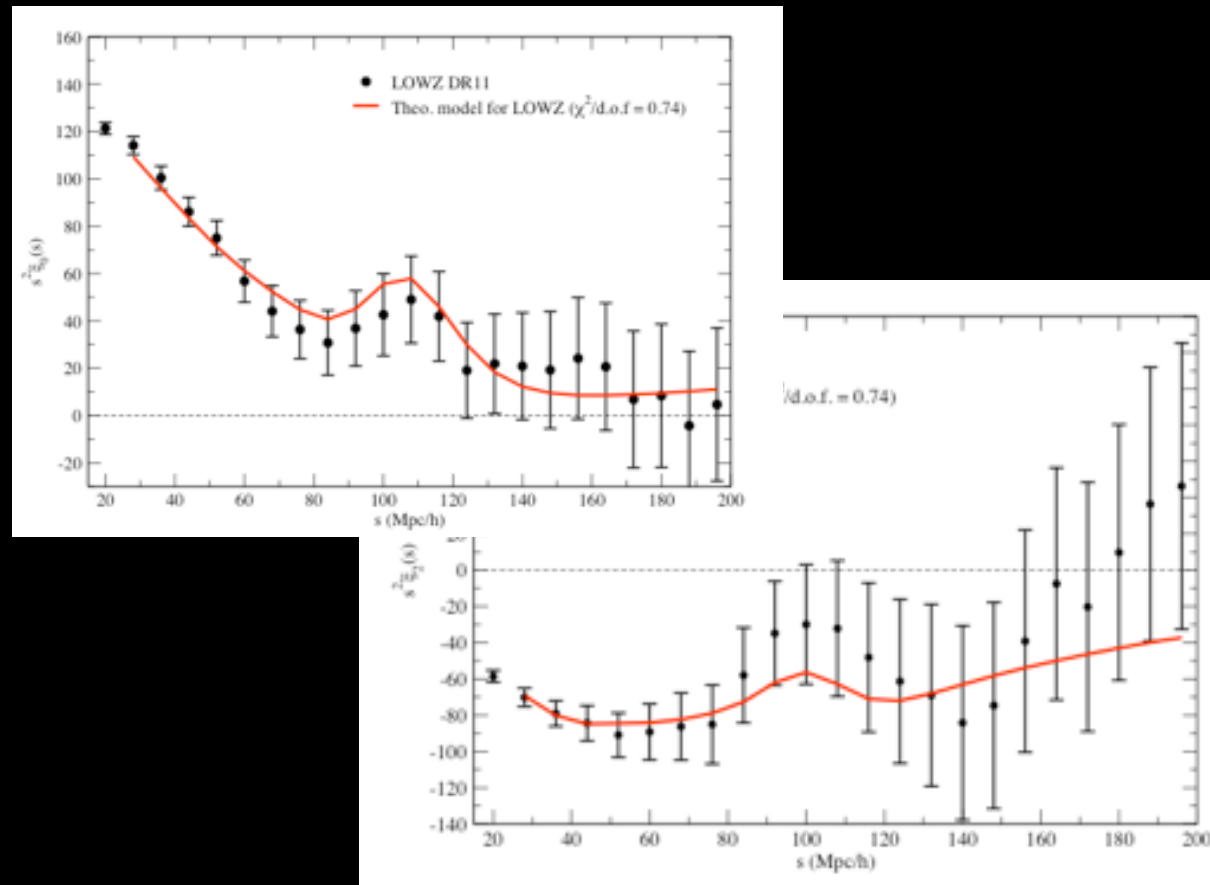 160
140
120
100
80
60
40
20
0
-20
LOWZ DR11
Theo. model for LOWZ (χ²/d.o.f = 0.74)
s²ξ₀(s)
20 40 60 80 100 120 140 160 180 200
s (Mpc/h)
/d.o.f. = 0.74)
0
-20
-40
-60
-80
-100
-120
-140
s²ξ₂(s)
20 40 60 80 100 120 140 160 180 200
s (Mpc/h)